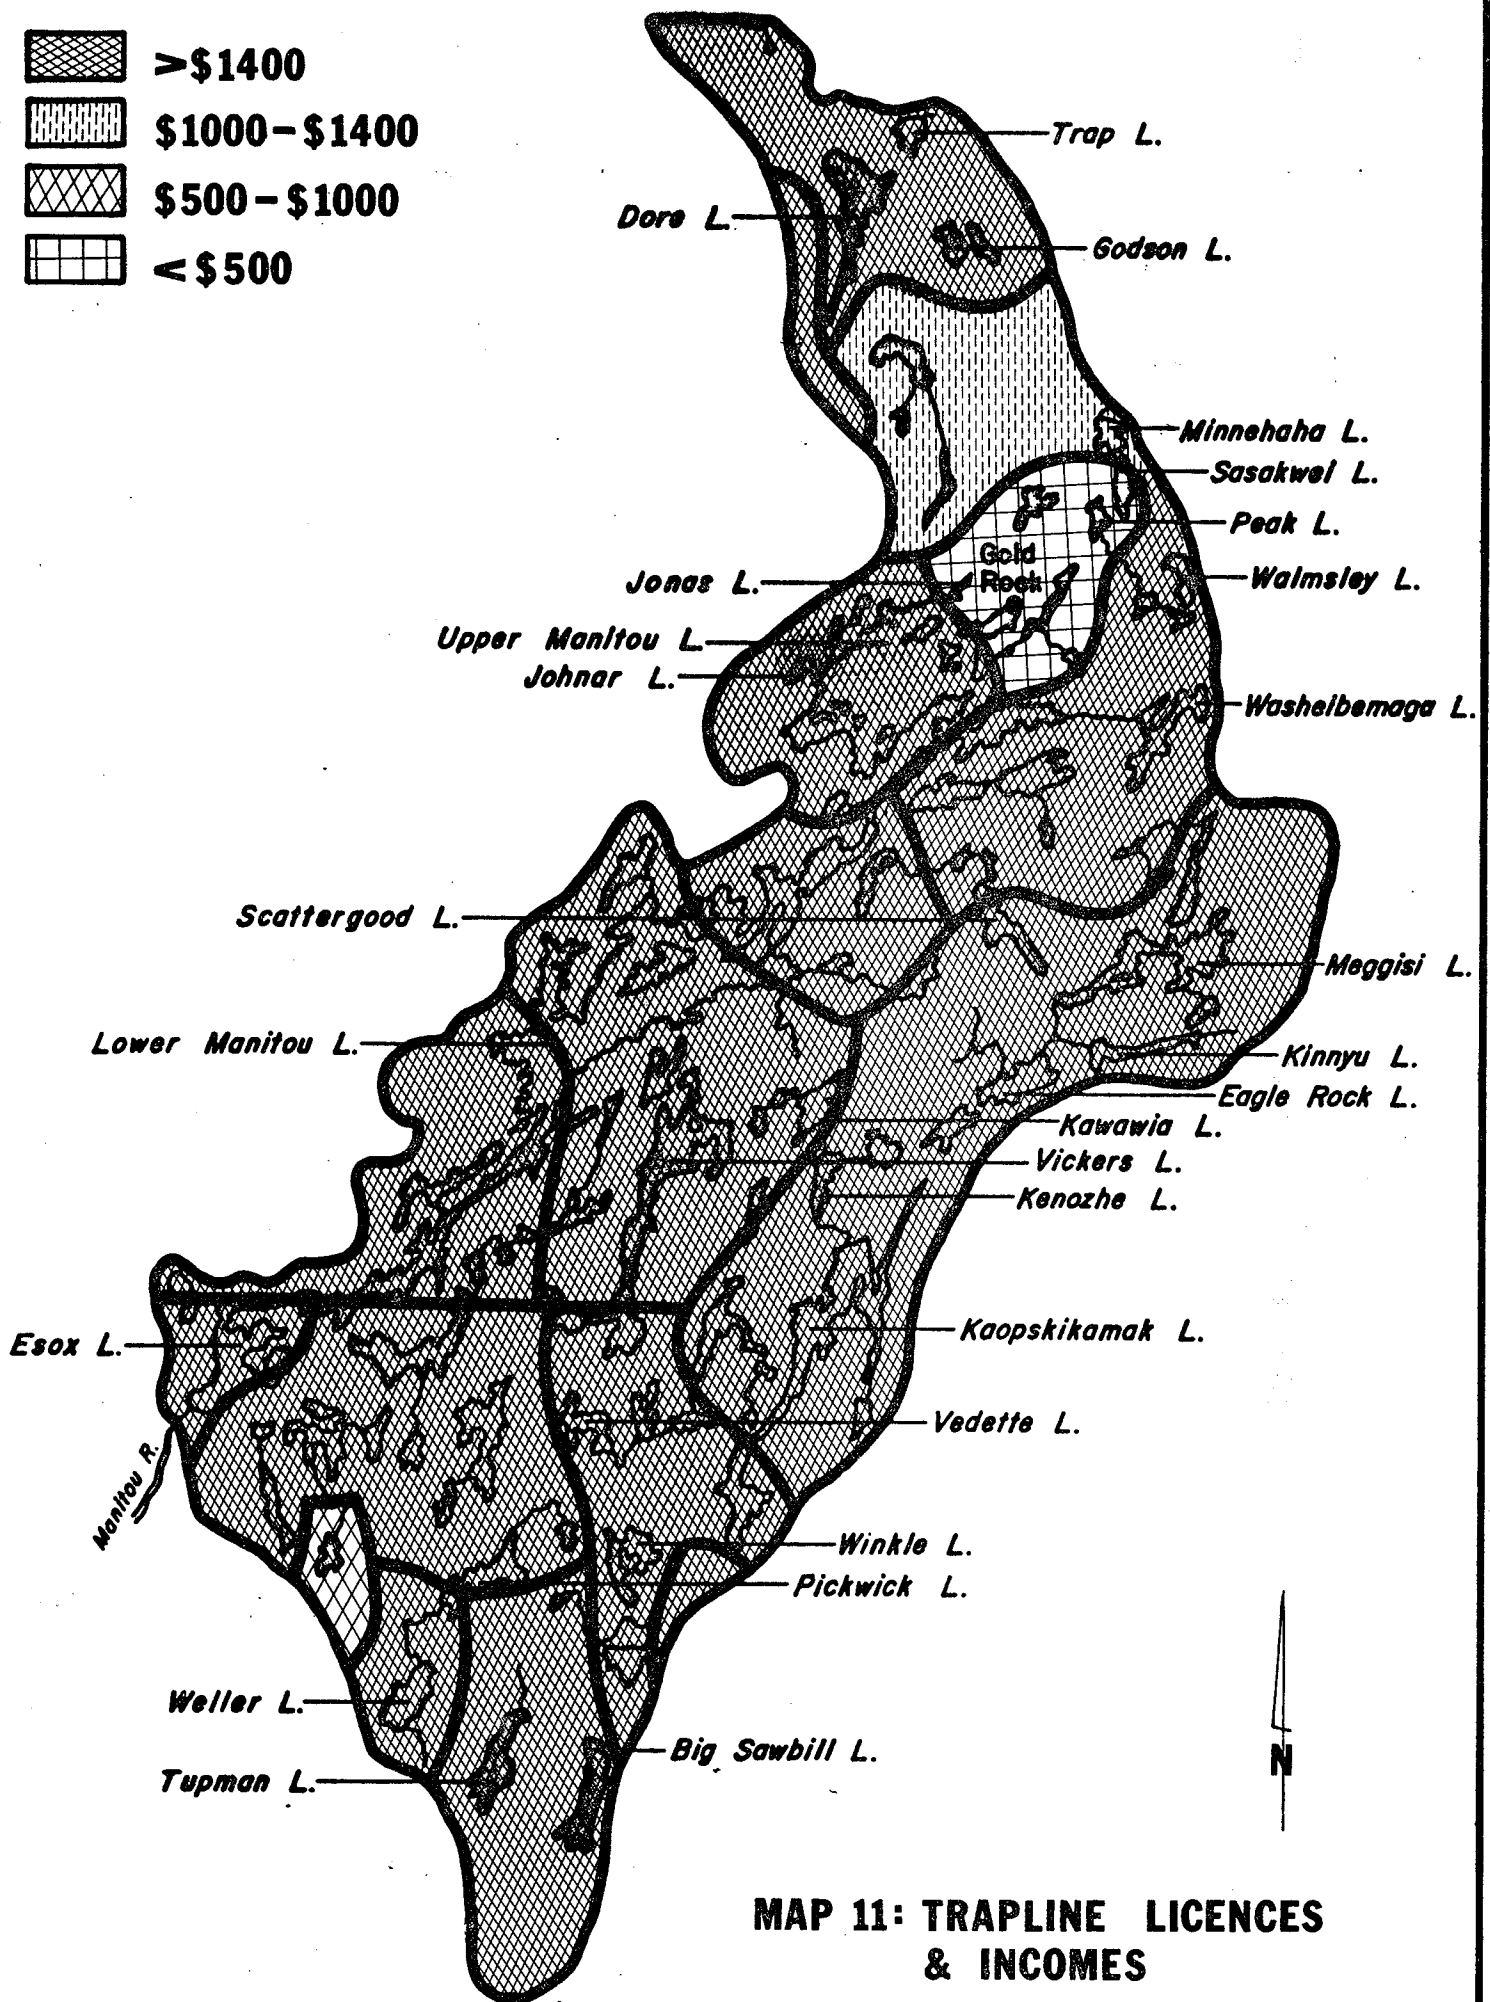 >$1400
$1000-$1400
$500-$1000
<$500
Trap L.
Dore L.
Godson L.
Minnehaha L.
Sasakwei L.
Peak L.
Gold
Rock
Walmsley L.
Jonas L.
Upper Manitou L.
Johnar L.
Washeibemaga L.
Scattergood L.
Meggisi L.
Lower Manitou L.
Kinnyu L.
Eagle Rock L.
Kawawia L.
Vickers L.
Kenozhe L.
Kaopskikamak L.
Esox L.
Vedette L.
Manitou R.
Winkle L.
Pickwick L.
Weller L.
Big Sawbill L.
Tupman L.
N
MAP 11: TRAPLINE LICENCES
& INCOMES